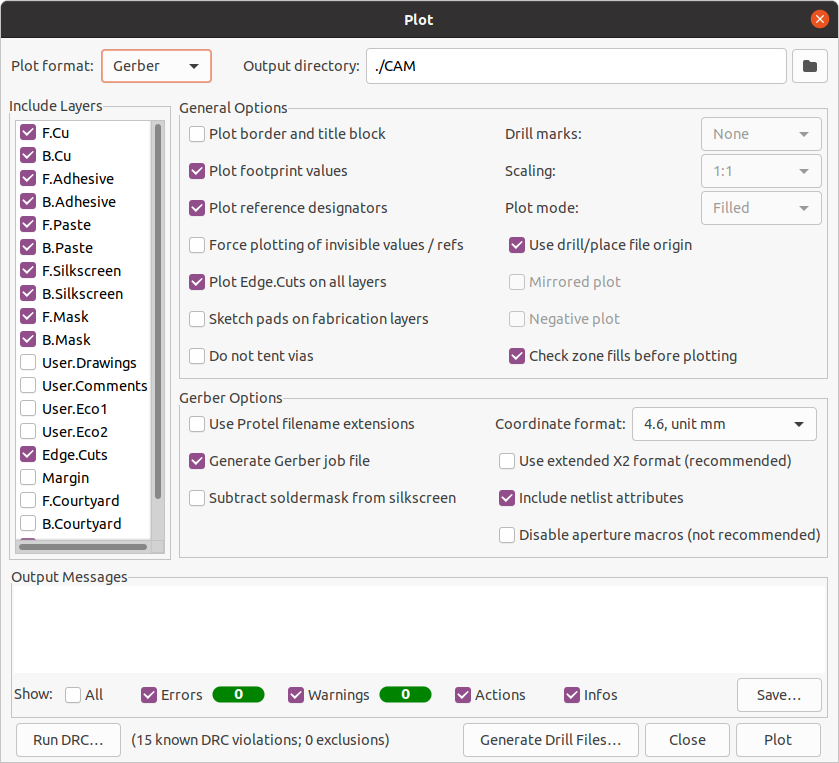 Plot
Plot format: Gerber Output directory: ./CAM
Include Layers
F.Cu
B.Cu
F.Adhesive
B.Adhesive
F.Paste
B.Paste
F.Silkscreen
B.Silkscreen
F.Mask
B.Mask
User.Drawings
User.Comments
User.Eco1
User.Eco2
Edge.Cuts
Margin
F.Courtyard
B.Courtyard
General Options
Plot border and title block
Plot footprint values
Plot reference designators
Force plotting of invisible values / refs
Plot Edge.Cuts on all layers
Sketch pads on fabrication layers
Do not tent vias
Drill marks: None
Scaling: 1:1
Plot mode: Filled
Use drill/place file origin
Mirrored plot
Negative plot
Check zone fills before plotting
Gerber Options
Use Protel filename extensions
Generate Gerber job file
Subtract soldermask from silkscreen
Coordinate format: 4.6, unit mm
Use extended X2 format (recommended)
Include netlist attributes
Disable aperture macros (not recommended)
Output Messages
Show: All Errors 0 Warnings 0 Actions Infos Save...
Run DRC... (15 known DRC violations; 0 exclusions) Generate Drill Files... Close Plot